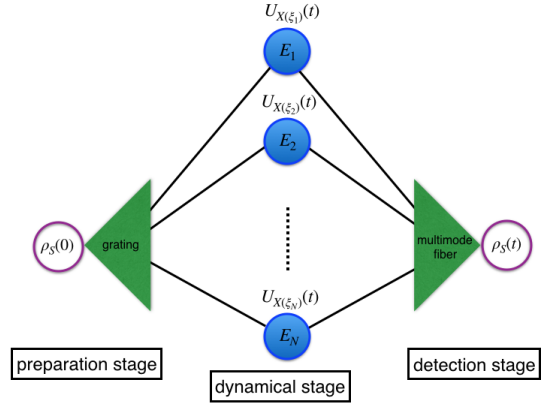 U_{X(ξ_1)}(t)
E_1
U_{X(ξ_2)}(t)
E_2
ρ_S(0)
grating
multimode
fiber
ρ_S(t)
U_{X(ξ_N)}(t)
E_N
preparation stage
dynamical stage
detection stage